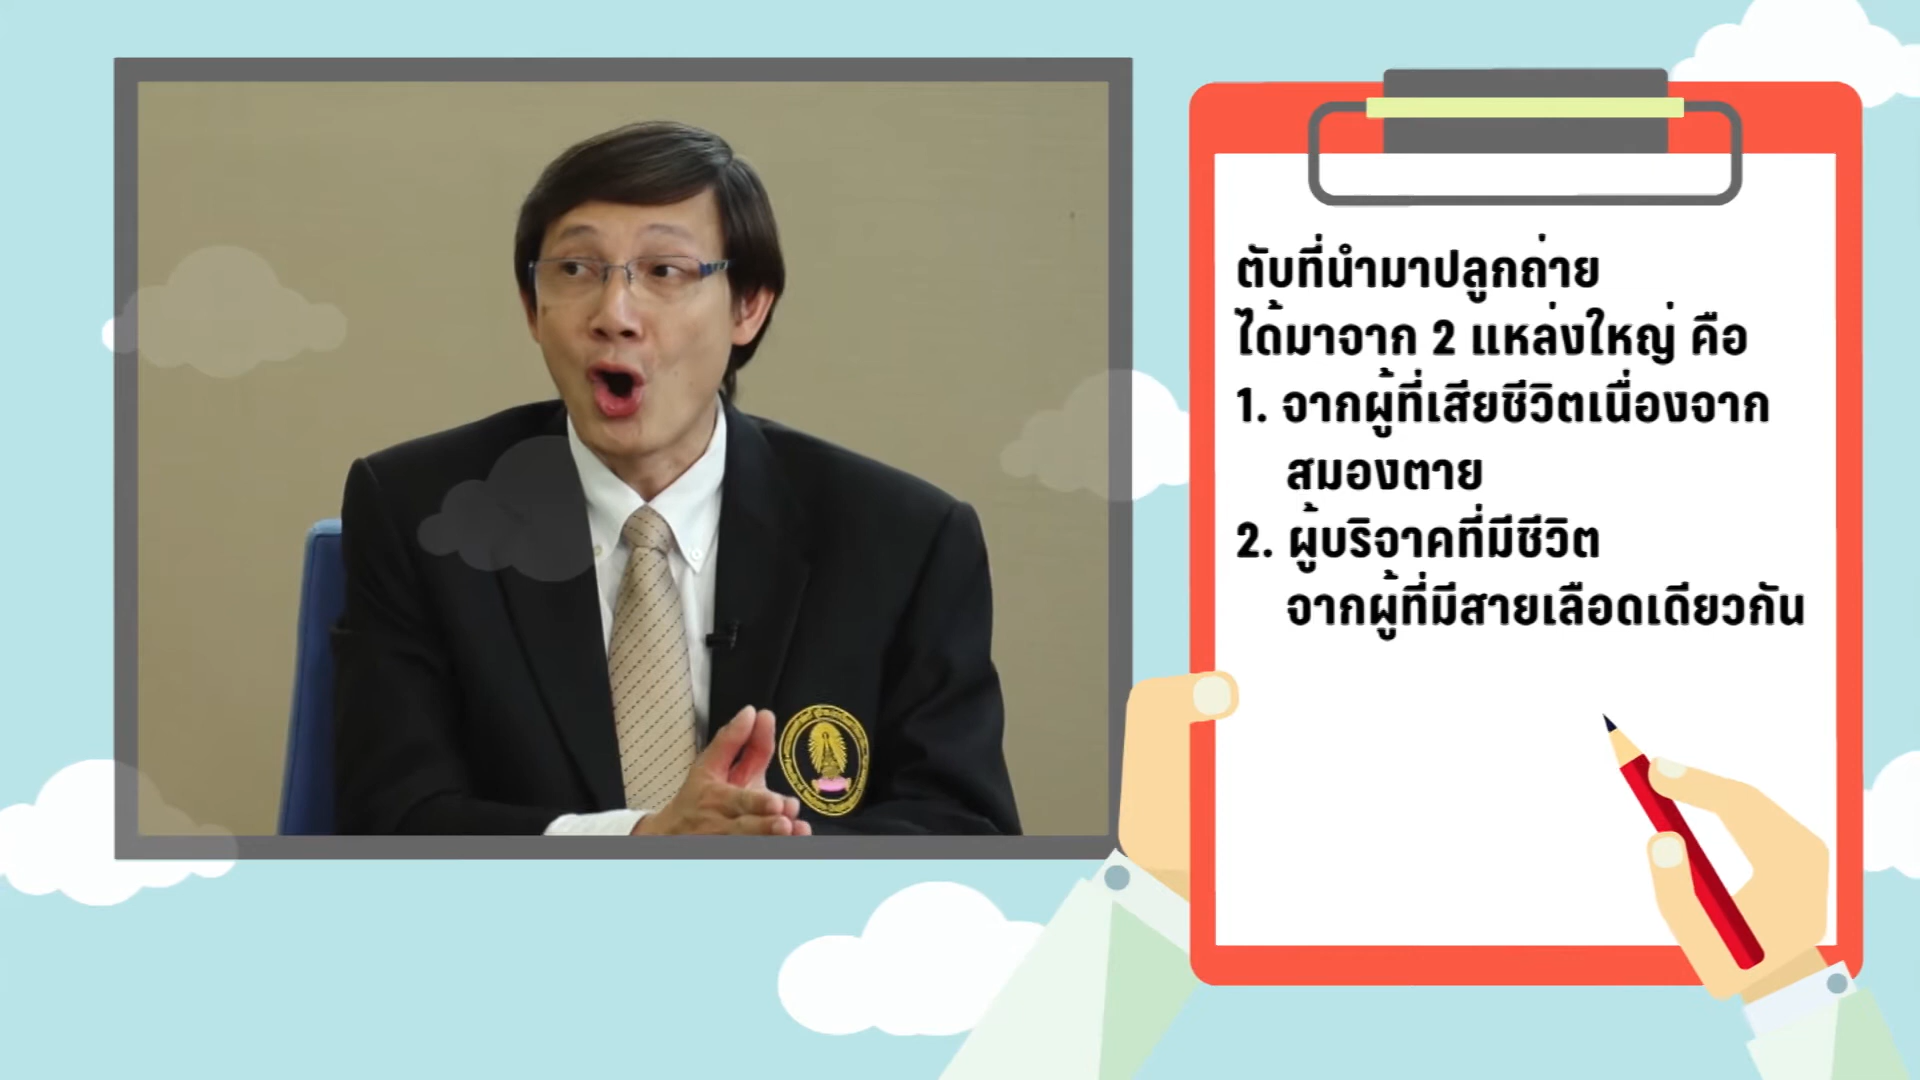 ตับที่นำมาปลูกถ่าย
ได้มาจาก 2 แหล่งใหญ่ คือ
1. จากผู้ที่เสียชีวิตเนื่องจาก
สมองตาย
2. ผู้บริจาคที่มีชีวิต
จากผู้ที่มีสายเลือดเดียวกัน